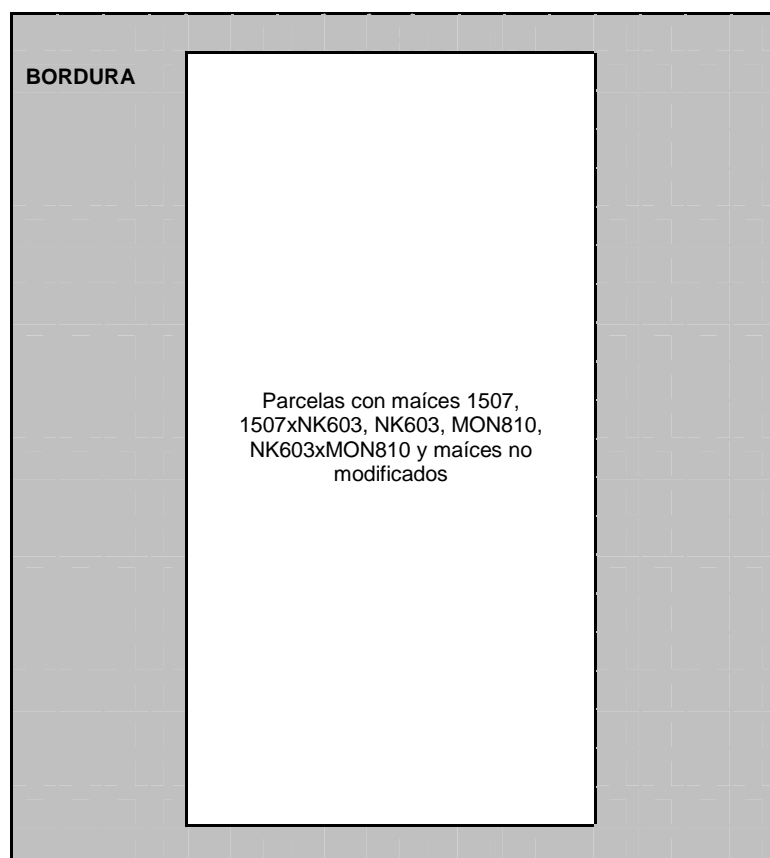 BORDURA
Parcelas con maíces 1507,
1507xNK603, NK603, MON810,
NK603xMON810 y maíces no
modificados